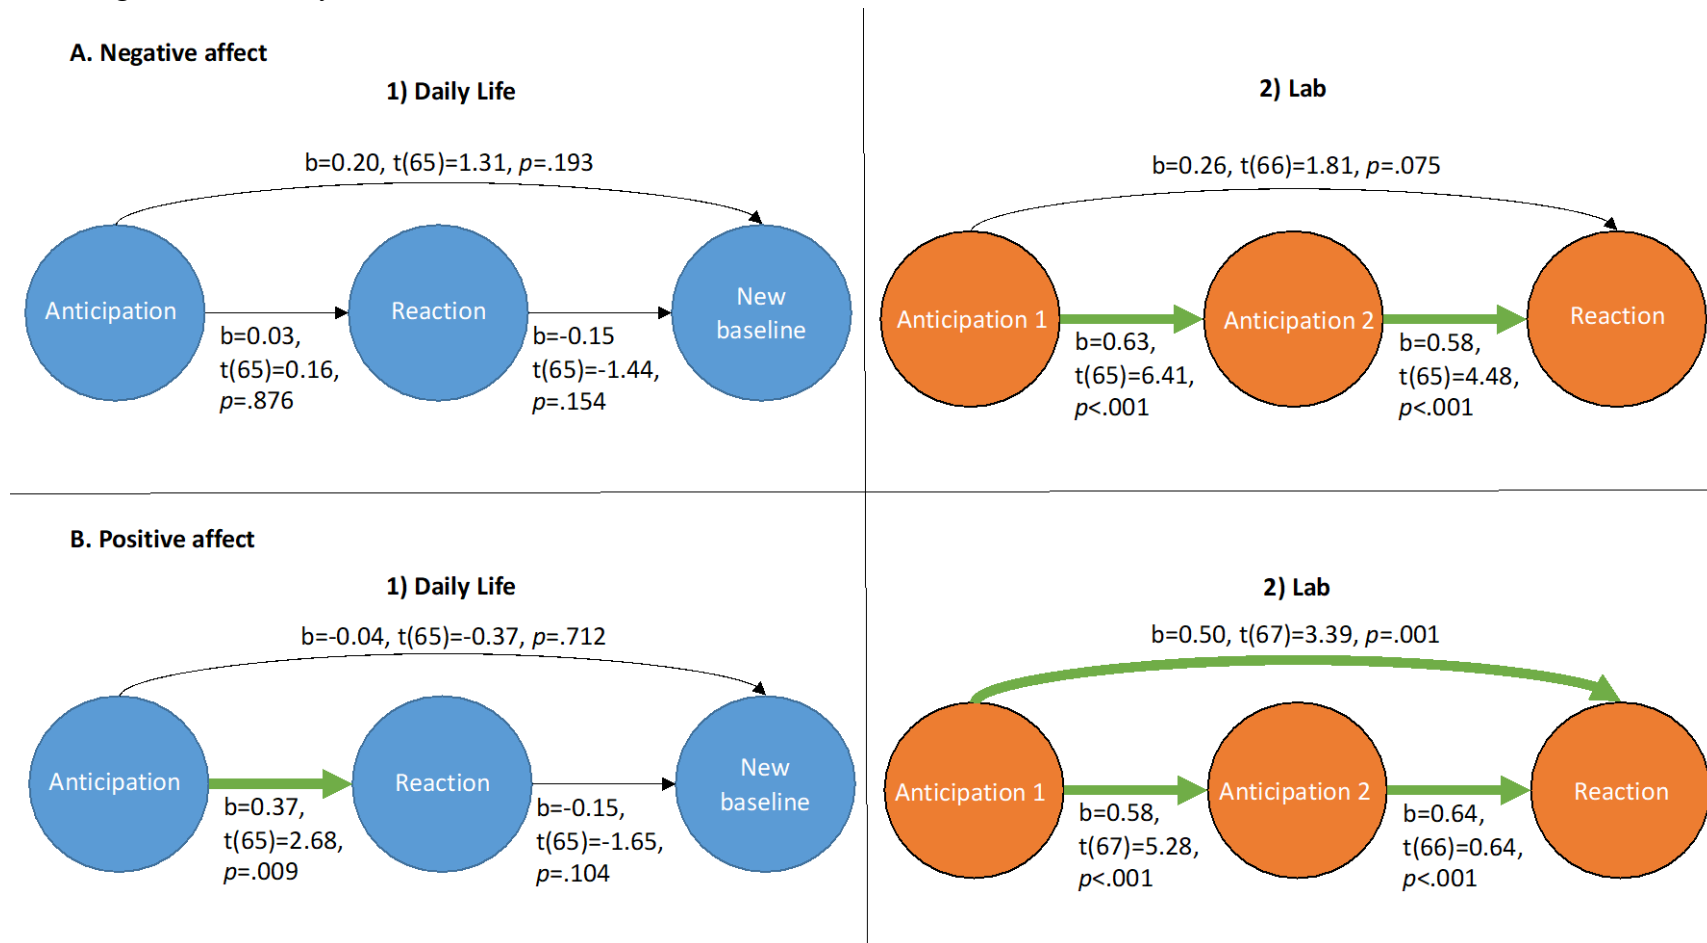 A. Negative affect
1) Daily Life
b=0.20, t(65)=1.31, p=.193
Anticipation
Reaction
New
baseline
b=0.03,
t(65)=0.16,
p=.876
b=-0.15
t(65)=-1.44,
p=.154
2) Lab
b=0.26, t(66)=1.81, p=.075
Anticipation 1
Anticipation 2
Reaction
b=0.63,
t(65)=6.41,
p<.001
b=0.58,
t(65)=4.48,
p<.001
B. Positive affect
1) Daily Life
b=-0.04, t(65)=-0.37, p=.712
Anticipation
Reaction
New
baseline
b=0.37,
t(65)=2.68,
p=.009
b=-0.15,
t(65)=-1.65,
p=.104
2) Lab
b=0.50, t(67)=3.39, p=.001
Anticipation 1
Anticipation 2
Reaction
b=0.58,
t(67)=5.28,
p<.001
b=0.64,
t(66)=0.64,
p<.001